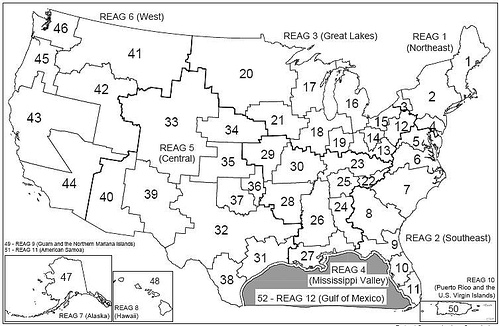 REAG 6 (West)
REAG 3 (Great Lakes)
REAG 1
(Northeast)
46
45
41
42
20
17
16
1
2
3
4
43
33
34
21
18
19
15
14
12
13
5
6
REAG 5
(Central)
35
29
30
36
23
22
25
24
7
44
40
39
37
28
26
8
32
31
27
38
9
10
11
REAG 2 (Southeast)
REAG 4
(Mississippi Valley)
52 - REAG 12 (Gulf of Mexico)
49 - REAG 9 (Guam and the Northern Mariana Islands)
51 - REAG 11 (American Samoa)
47
REAG 7 (Alaska)
48
REAG 8
(Hawaii)
REAG 10
(Puerto Rico and the
U.S. Virgin Islands)
50